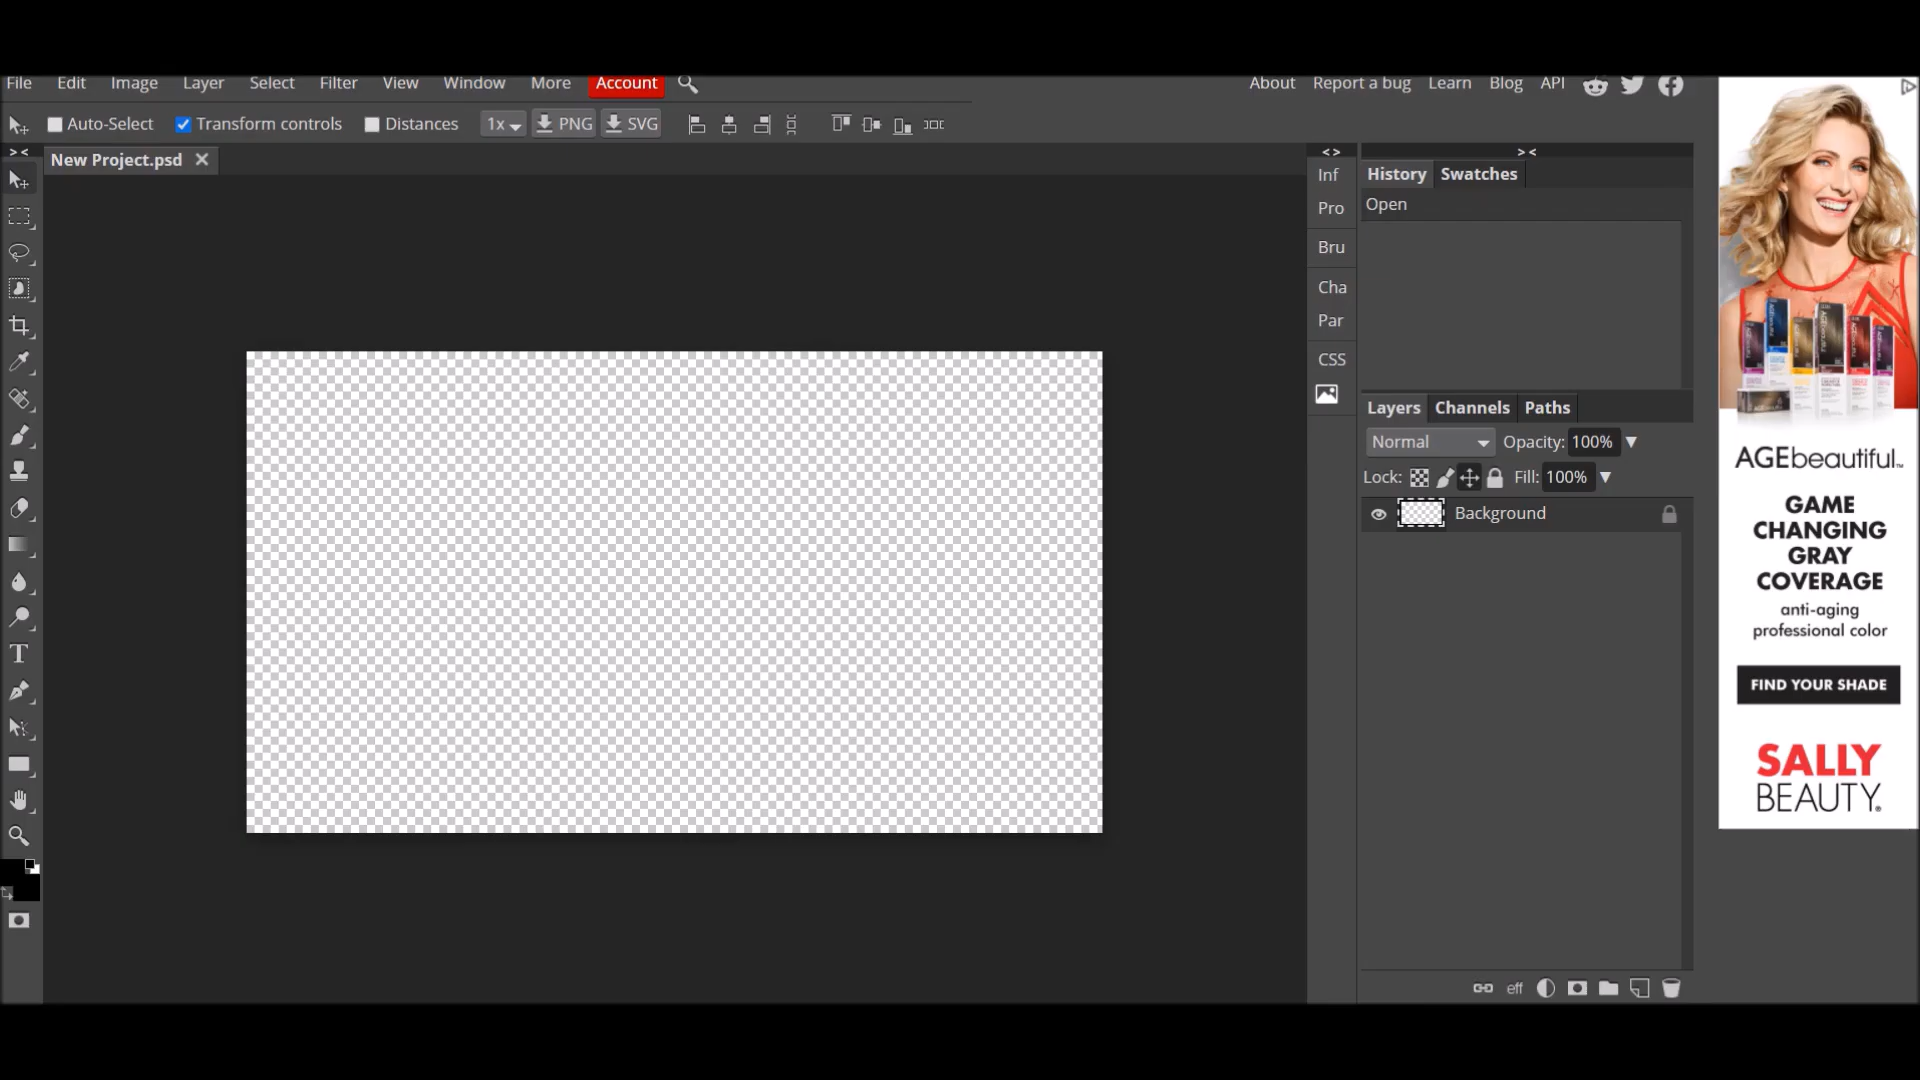 File Edit Image Layer Select Filter View Window More Account About Report a bug Learn Blog API
Auto-Select Transform controls Distances 1x PNG SVG
New Project.psd
Inf
Pro
Bru
Cha
Par
CSS
History Swatches
Open
Layers Channels Paths
Normal Opacity: 100%
Lock: Fill: 100%
Background
eff
AGEbeautiful™
GAME
CHANGING
GRAY
COVERAGE
anti-aging
professional color
FIND YOUR SHADE
SALLY
BEAUTY®